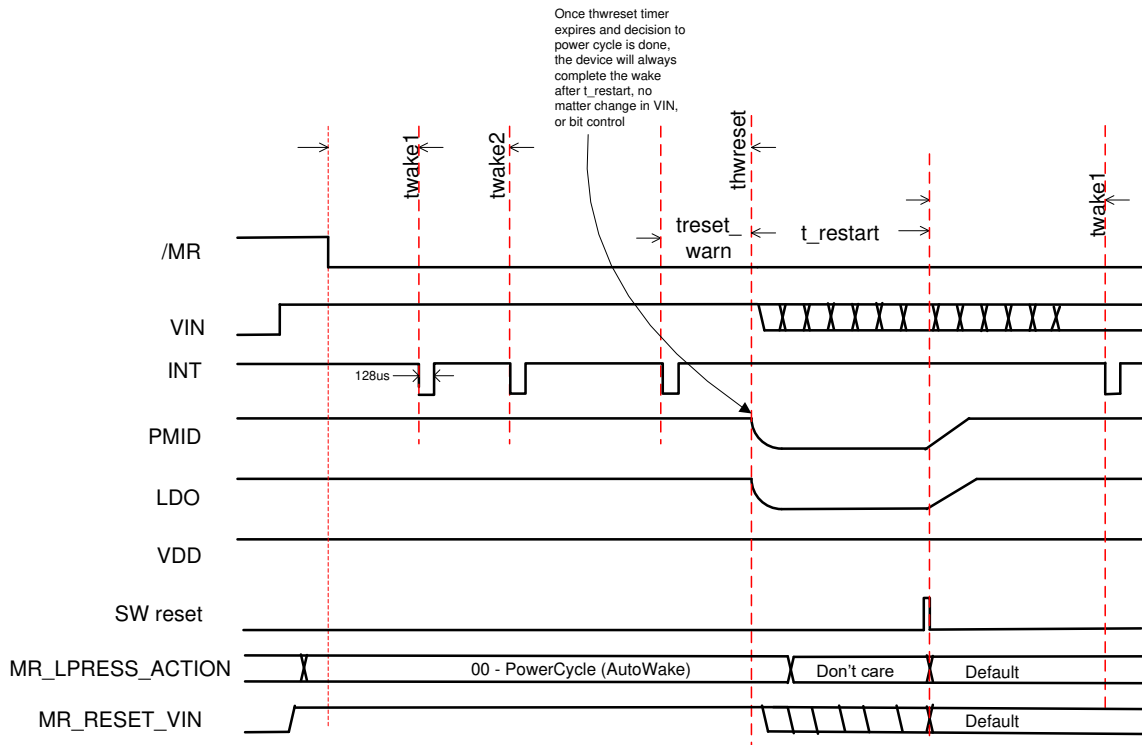 Once thwreset timer
expires and decision to
power cycle is done,
the device will always
complete the wake
after t_restart, no
matter change in VIN,
or bit control
twake1
twake2
thwreset
twake1
treset_
warn
t_restart
/MR
VIN
INT
128us
PMID
LDO
VDD
SW reset
MR_LPRESS_ACTION
00 - PowerCycle (AutoWake)
Don't care
Default
MR_RESET_VIN
Default